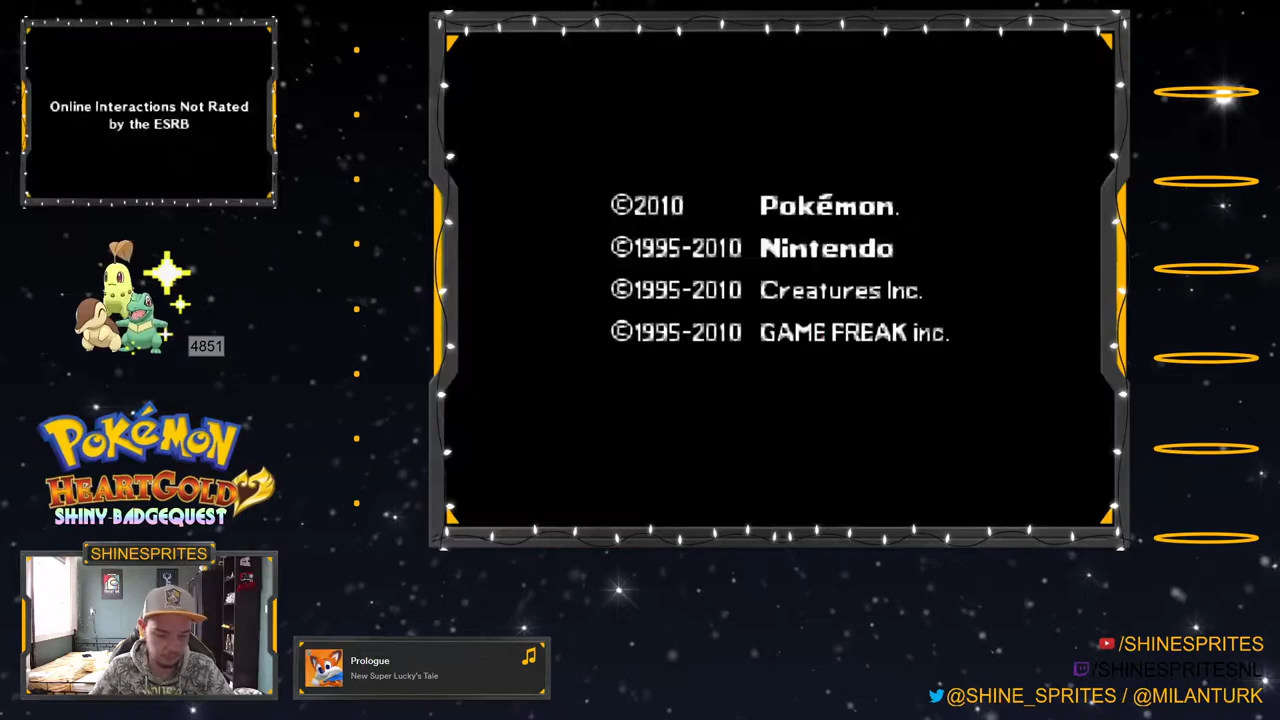 Online Interactions Not Rated
by the ESRB
©2010 Pokémon.
©1995-2010 Nintendo
©1995-2010 Creatures Inc.
©1995-2010 GAME FREAK inc.
4851
POKéMON
HEARTGOLD
SHINY-BADGEQUEST
SHINESPRITES
Prologue
New Super Lucky's Tale
/SHINESPRITES
/SHINESPRITESNL
@SHINE_SPRITES / @MILANTURK